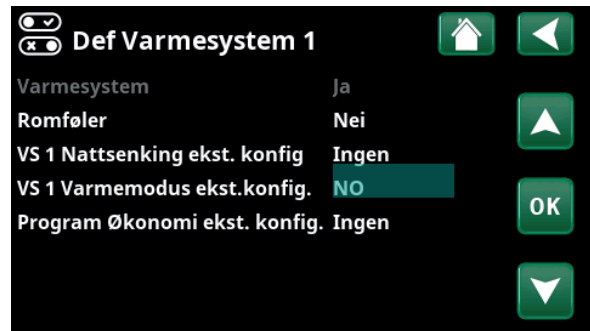 Def Varmesystem 1
Varmesystem Ja
Romføler Nei
VS 1 Nattsenking ekst. konfig Ingen
VS 1 Varmemodus ekst.konfig. NO
Program Økonomi ekst. konfig. Ingen
OK